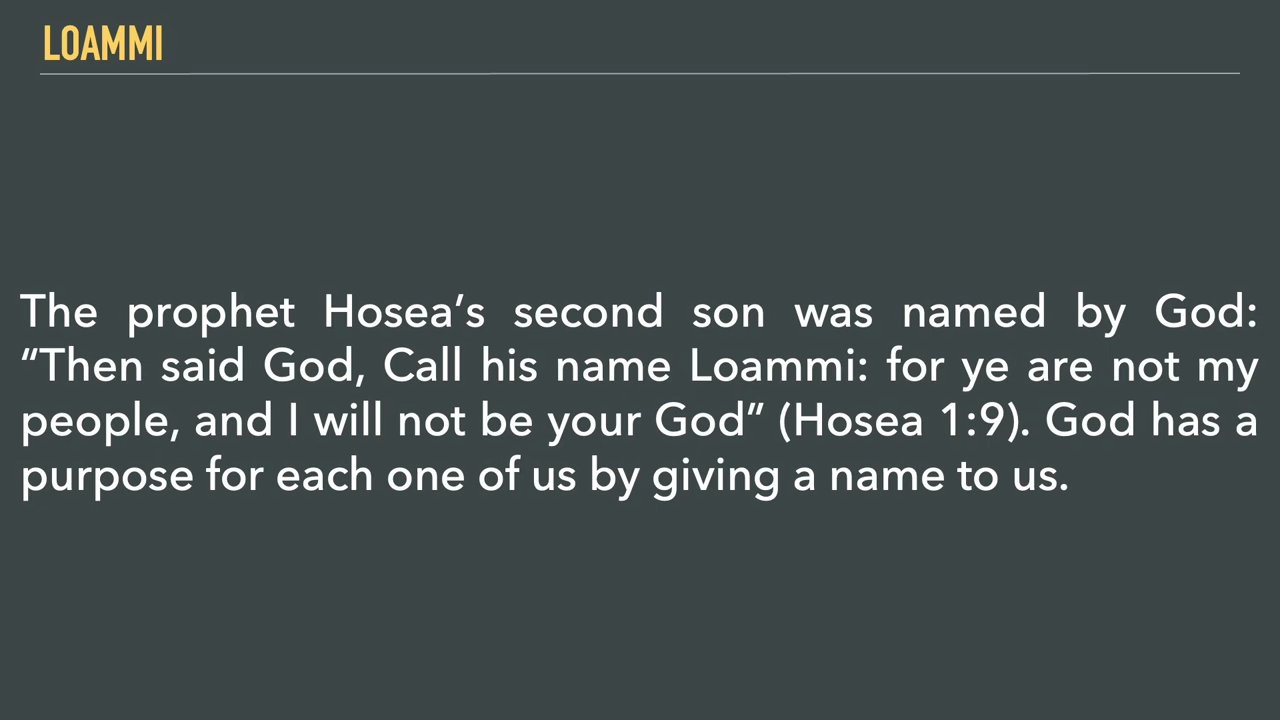 LOAMMI
The prophet Hosea’s second son was named by God:
“Then said God, Call his name Loammi: for ye are not my
people, and I will not be your God” (Hosea 1:9). God has a
purpose for each one of us by giving a name to us.